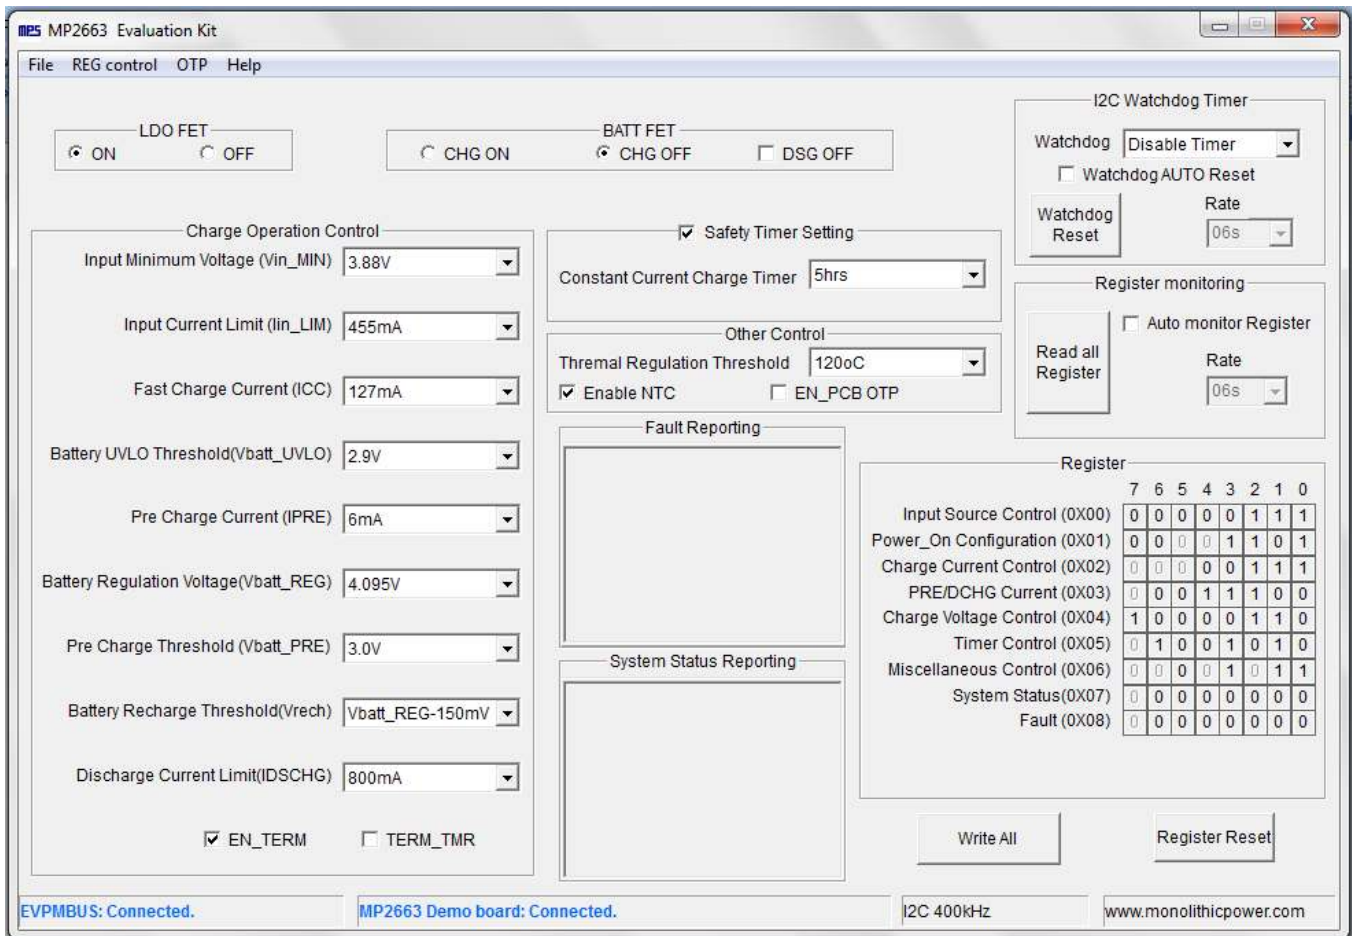 mps MP2663 Evaluation Kit
File REG control OTP Help
LDO FET
ON OFF
BATT FET
CHG ON CHG OFF DSG OFF
I2C Watchdog Timer
Watchdog Disable Timer
Watchdog AUTO Reset
Watchdog Reset
Rate
06s
Charge Operation Control
Input Minimum Voltage (Vin_MIN) 3.88V
Input Current Limit (Iin_LIM) 455mA
Fast Charge Current (ICC) 127mA
Battery UVLO Threshold(Vbatt_UVLO) 2.9V
Pre Charge Current (IPRE) 6mA
Battery Regulation Voltage(Vbatt_REG) 4.095V
Pre Charge Threshold (Vbatt_PRE) 3.0V
Battery Recharge Threshold(Vrech) Vbatt_REG-150mV
Discharge Current Limit(IDSCHG) 800mA
EN_TERM TERM_TMR
Safety Timer Setting
Constant Current Charge Timer 5hrs
Other Control
Thremal Regulation Threshold 120oC
Enable NTC EN_PCB OTP
Fault Reporting
System Status Reporting
Register monitoring
Auto monitor Register
Read all
Register
Rate
06s
Register
7 6 5 4 3 2 1 0
Input Source Control (0X00) 0 0 0 0 0 1 1 1
Power_On Configuration (0X01) 0 0 0 0 1 1 0 1
Charge Current Control (0X02) 0 0 0 0 0 1 1 1
PRE/DCHG Current (0X03) 0 0 0 1 1 1 0 0
Charge Voltage Control (0X04) 1 0 0 0 0 1 1 0
Timer Control (0X05) 0 1 0 0 1 0 1 0
Miscellaneous Control (0X06) 0 0 0 0 1 0 1 1
System Status(0X07) 0 0 0 0 0 0 0 0
Fault (0X08) 0 0 0 0 0 0 0 0
Write All
Register Reset
EVPMBUS: Connected.
MP2663 Demo board: Connected.
I2C 400kHz
www.monolithicpower.com